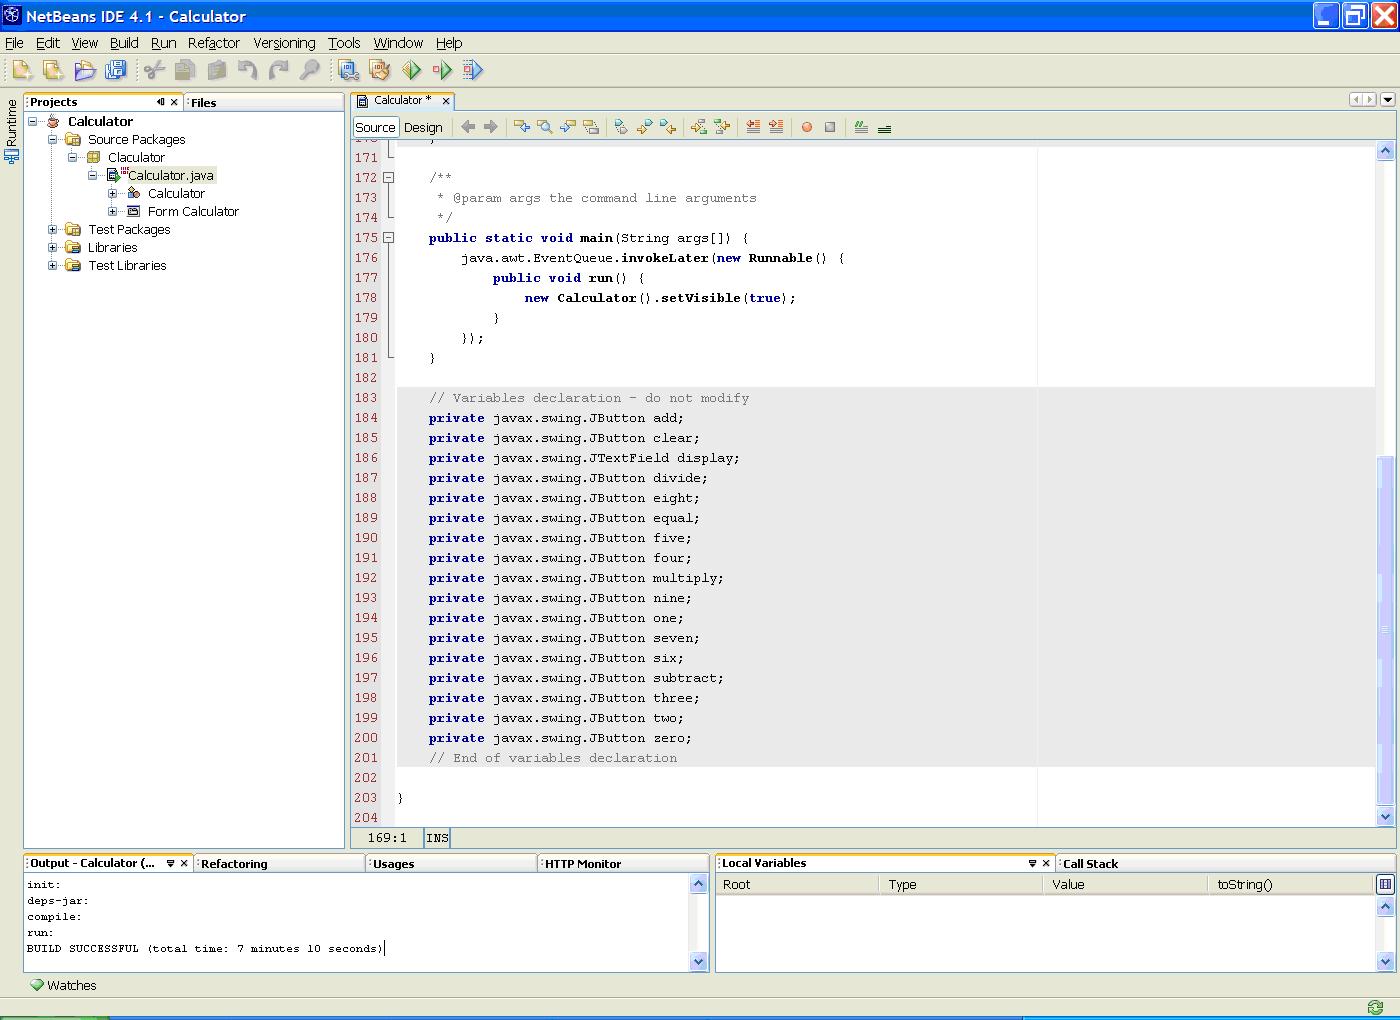 NetBeans IDE 4.1 - Calculator
File Edit View Build Run Refactor Versioning Tools Window Help
Runtime
Projects
Files
Calculator
Source Packages
Claculator
Calculator.java
Calculator
Form Calculator
Test Packages
Libraries
Test Libraries
Calculator *
Source Design
171
172 /**
173 * @param args the command line arguments
174 */
175 public static void main(String args[]) {
176 java.awt.EventQueue.invokeLater(new Runnable() {
177 public void run() {
178 new Calculator().setVisible(true);
179 }
180 });
181 }
182
183 // Variables declaration - do not modify
184 private javax.swing.JButton add;
185 private javax.swing.JButton clear;
186 private javax.swing.JTextField display;
187 private javax.swing.JButton divide;
188 private javax.swing.JButton eight;
189 private javax.swing.JButton equal;
190 private javax.swing.JButton five;
191 private javax.swing.JButton four;
192 private javax.swing.JButton multiply;
193 private javax.swing.JButton nine;
194 private javax.swing.JButton one;
195 private javax.swing.JButton seven;
196 private javax.swing.JButton six;
197 private javax.swing.JButton subtract;
198 private javax.swing.JButton three;
199 private javax.swing.JButton two;
200 private javax.swing.JButton zero;
201 // End of variables declaration
202
203 }
204
169:1 INS
Output - Calculator (... Refactoring Usages HTTP Monitor
init:
deps-jar:
compile:
run:
BUILD SUCCESSFUL (total time: 7 minutes 10 seconds)
Local Variables Call Stack
Root Type Value toString()
Watches